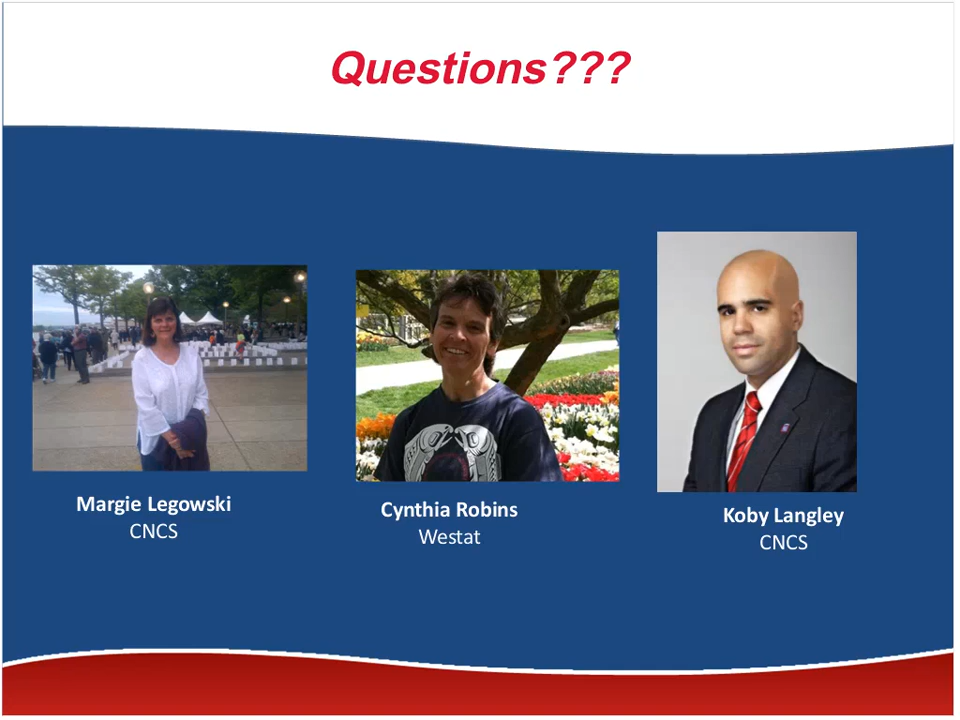 Questions???
Margie Legowski
CNCS
Cynthia Robins
Westat
Koby Langley
CNCS